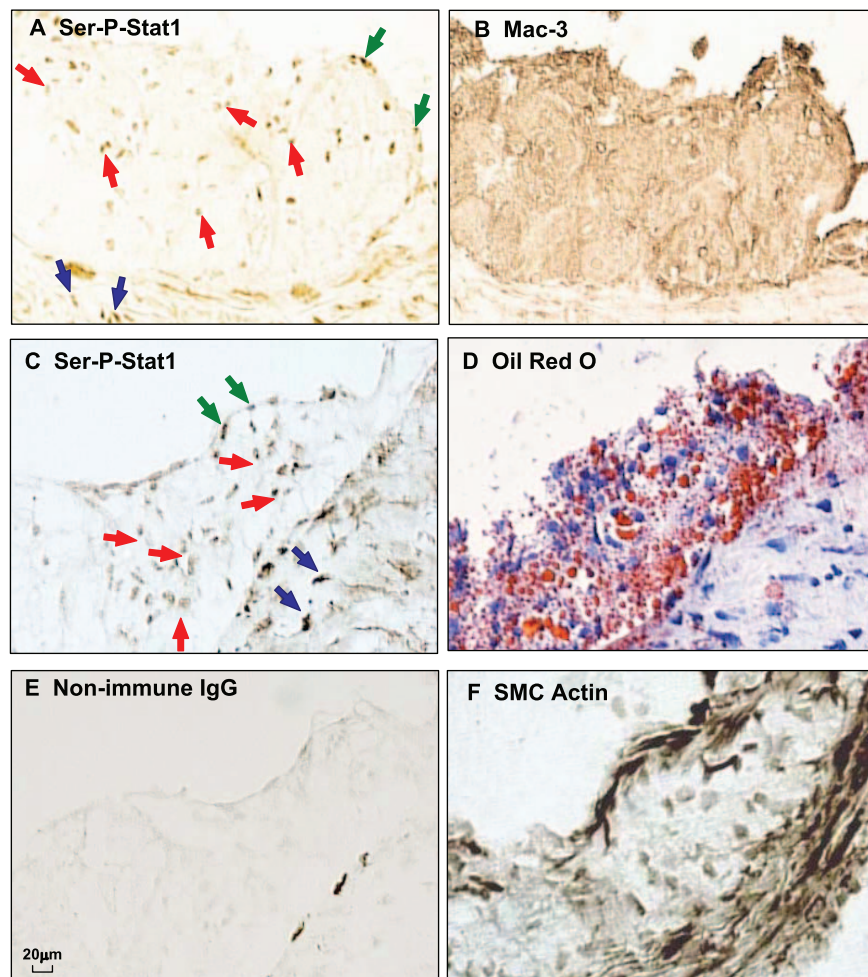 A Ser-P-Stat1
B Mac-3
C Ser-P-Stat1
D Oil Red O
E Non-immune IgG
20μm
F SMC Actin